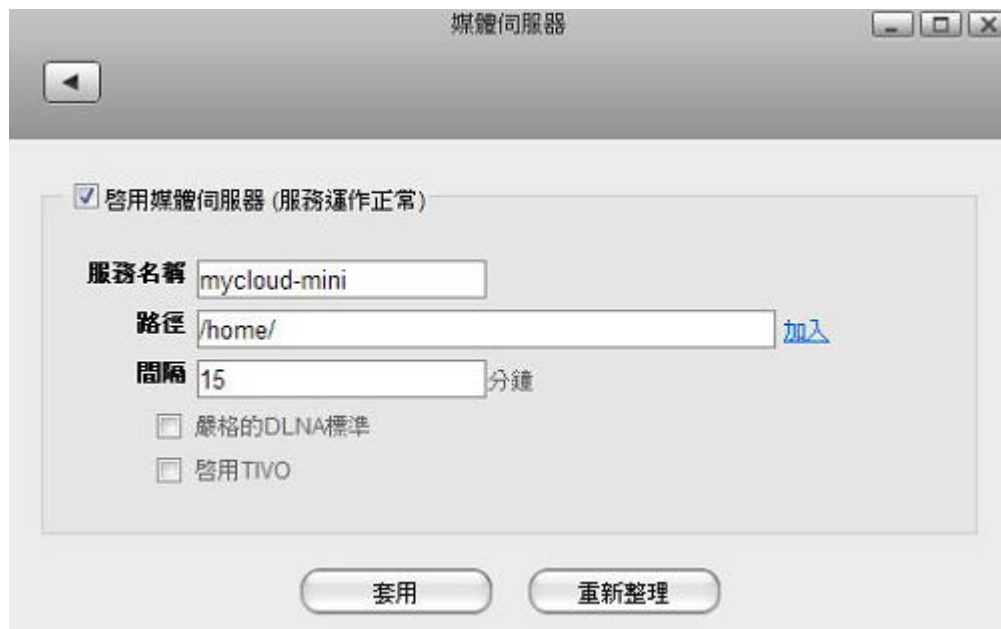 媒體伺服器
啓用媒體伺服器 (服務運作正常)
服務名稱 mycloud-mini
路徑 /home/ 加入
間隔 15 分鐘
嚴格的DLNA標準
啓用TIVO
套用 重新整理